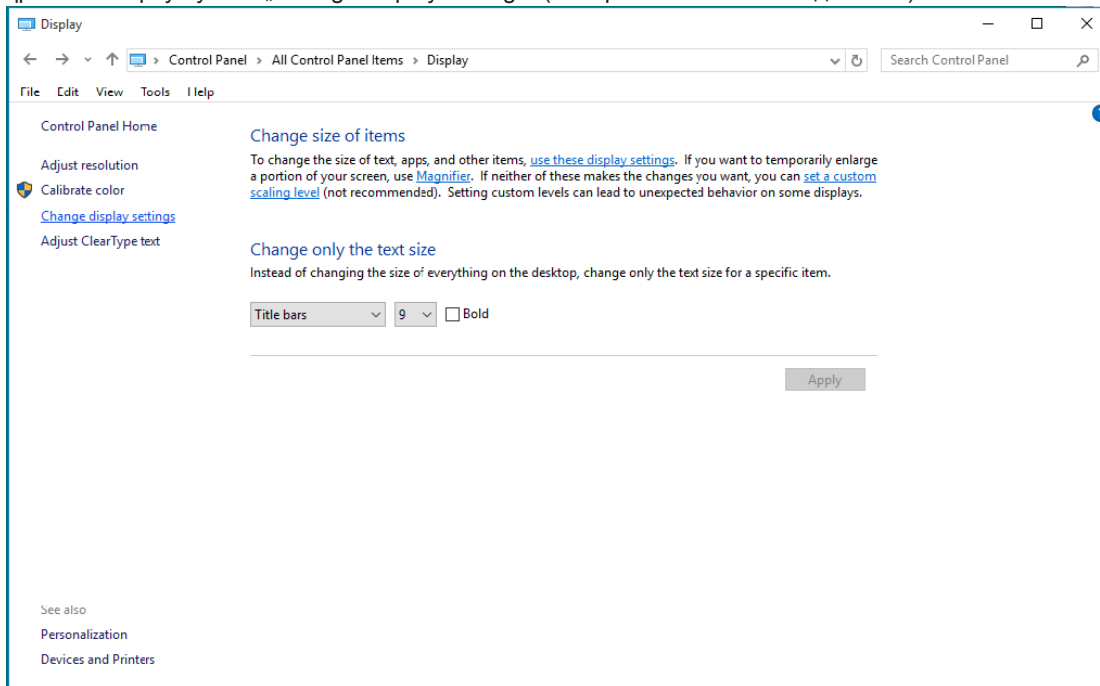 Display
Control Panel > All Control Panel Items > Display
Search Control Panel
File Edit View Tools Help
Control Panel Home
Adjust resolution
Calibrate color
Change display settings
Adjust ClearType text
Change size of items
To change the size of text, apps, and other items, use these display settings. If you want to temporarily enlarge
a portion of your screen, use Magnifier. If neither of these makes the changes you want, you can set a custom
scaling level (not recommended). Setting custom levels can lead to unexpected behavior on some displays.
Change only the text size
Instead of changing the size of everything on the desktop, change only the text size for a specific item.
Title bars 9 Bold
Apply
See also
Personalization
Devices and Printers